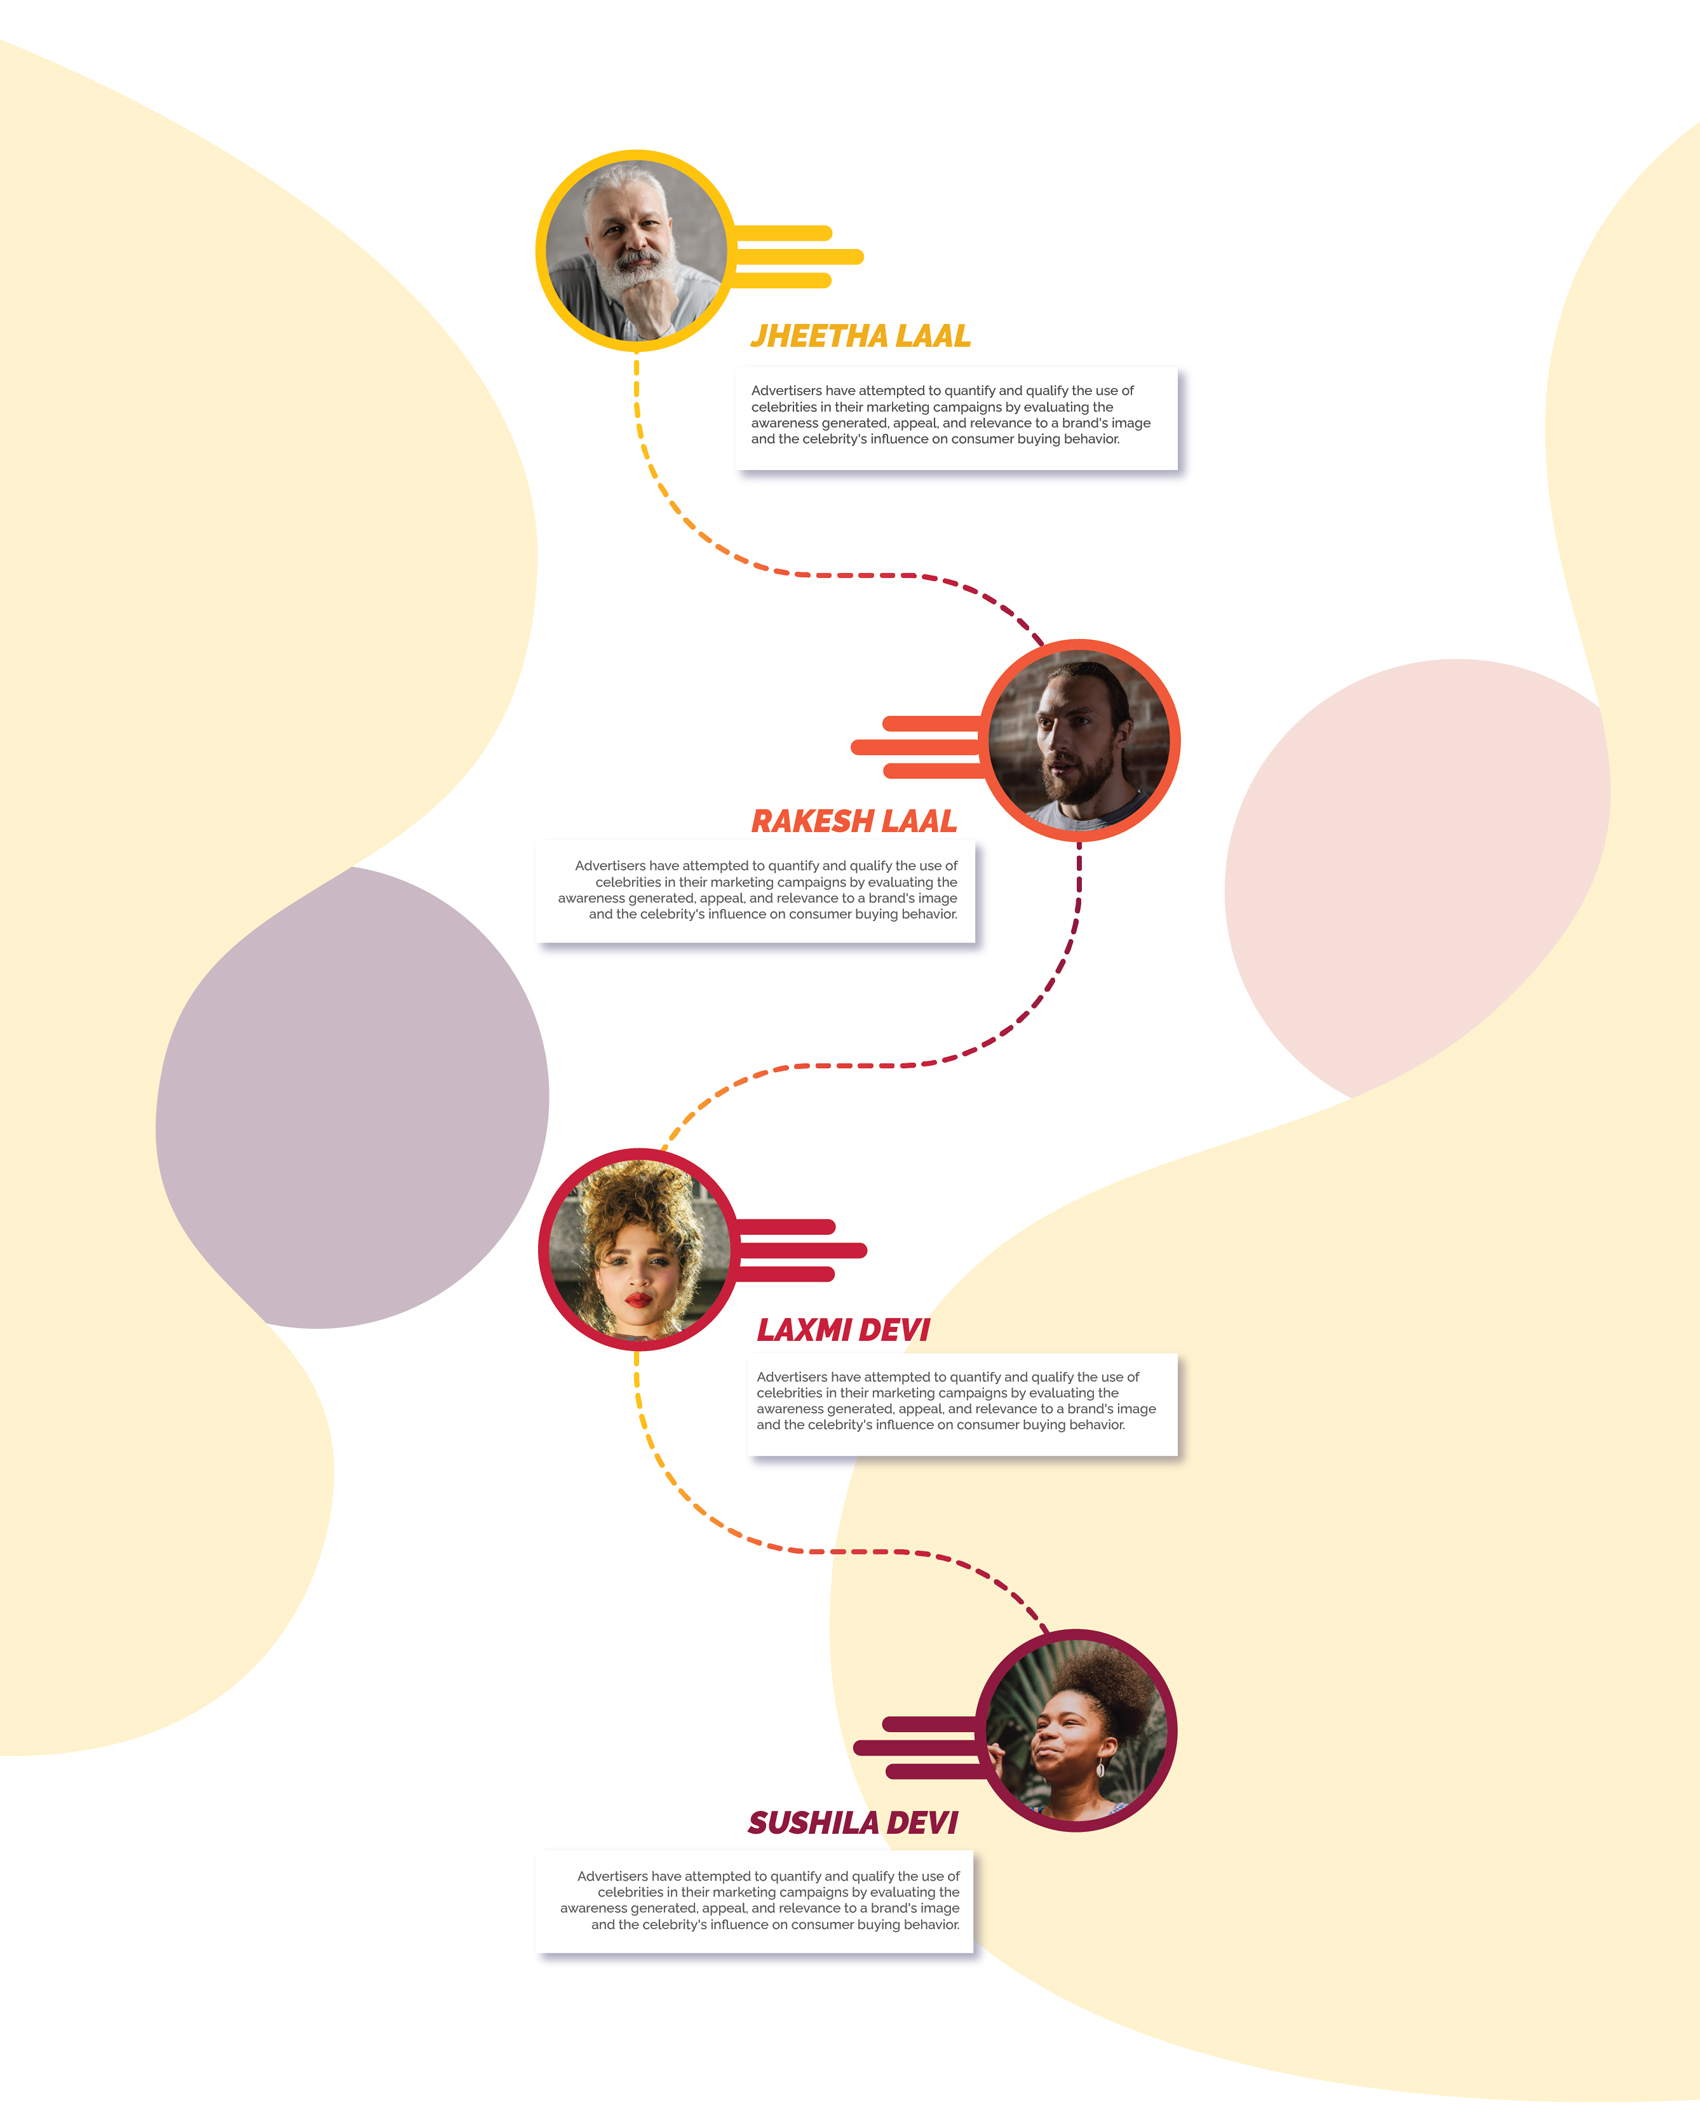 JHEETHA LAAL
Advertisers have attempted to quantify and qualify the use of
celebrities in their marketing campaigns by evaluating the
awareness generated, appeal, and relevance to a brand's image
and the celebrity's influence on consumer buying behavior.
RAKESH LAAL
Advertisers have attempted to quantify and qualify the use of
celebrities in their marketing campaigns by evaluating the
awareness generated, appeal, and relevance to a brand's image
and the celebrity's influence on consumer buying behavior.
LAXMI DEVI
Advertisers have attempted to quantify and qualify the use of
celebrities in their marketing campaigns by evaluating the
awareness generated, appeal, and relevance to a brand's image
and the celebrity's influence on consumer buying behavior.
SUSHILA DEVI
Advertisers have attempted to quantify and qualify the use of
celebrities in their marketing campaigns by evaluating the
awareness generated, appeal, and relevance to a brand's image
and the celebrity's influence on consumer buying behavior.